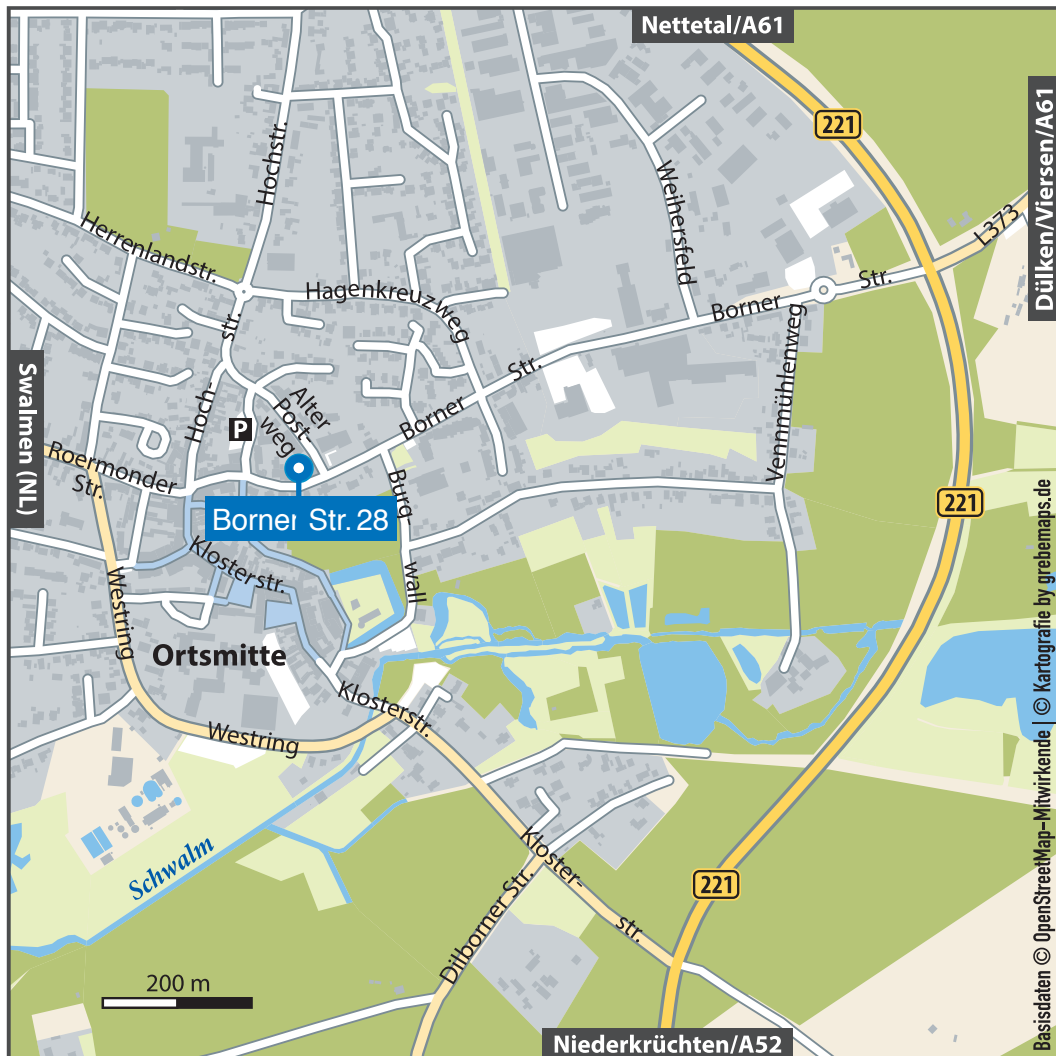 Nettetal/A61
221
Dülken/Viersen/A61
Hochstr.
Weihersfeld
L373
Herrenlandstr.
Hagenkreuzweg
Borner
Str.
str.
Hoch-
Str.
Vennmühlenweg
Swalmen (NL)
Alter
Post-
weg
P
Borner
Roermonder
Str.
Burg-
wall
221
Borner Str. 28
Klosterstr.
Westring
Ortsmitte
Klosterstr.
Westring
Schwalm
Kloster-
str.
221
Dilborner Str.
200 m
Niederkrüchten/A52
Basisdaten © OpenStreetMap-Mitwirkende | © Kartografie by grebemaps.de